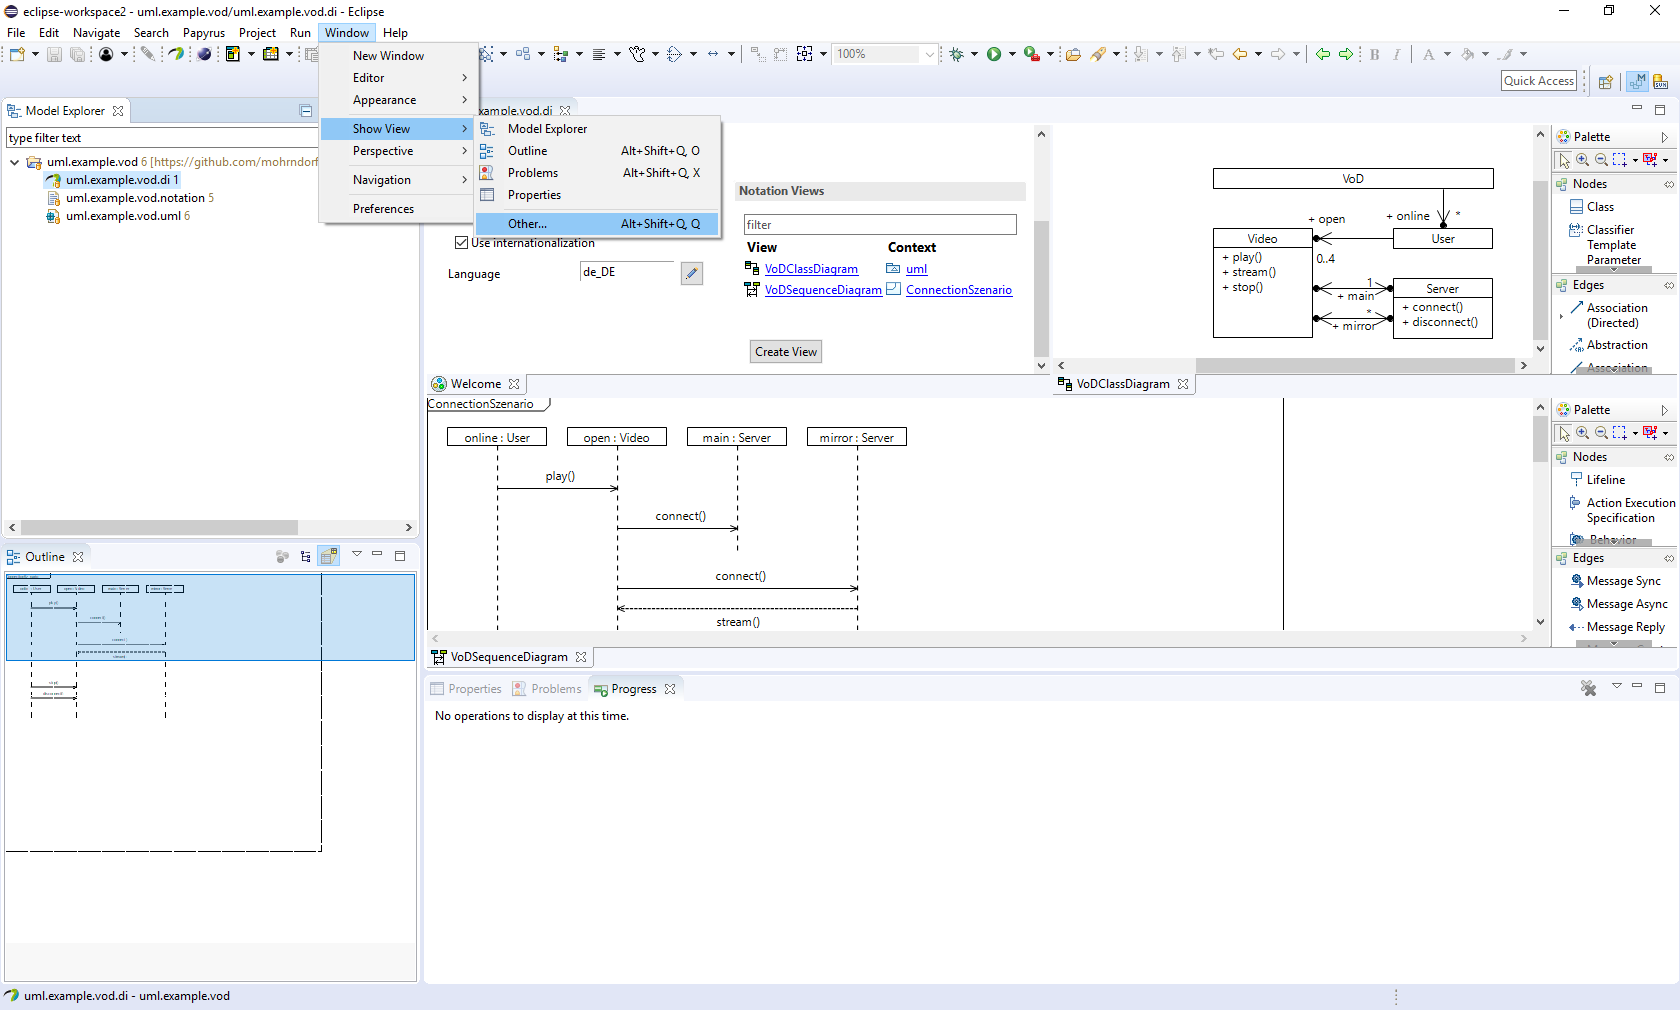 eclipse-workspace2 - uml.example.vod/uml.example.vod.di - Eclipse
File Edit Navigate Search Papyrus Project Run Window Help
100%
Quick Access
New Window
Editor
Appearance
Show View
Perspective
Navigation
Preferences
Model Explorer
Outline Alt+Shift+Q, O
Problems Alt+Shift+Q, X
Properties
Other... Alt+Shift+Q, Q
Model Explorer
type filter text
uml.example.vod 6 [https://github.com/mohrndorf
uml.example.vod.di 1
uml.example.vod.notation 5
uml.example.vod.uml 6
example.vod.di
Use internationalization
Language de_DE
Notation Views
filter
View Context
VoDClassDiagram uml
VoDSequenceDiagram ConnectionSzenario
Create View
Welcome
VoD
+ open
+ online *
Video
+ play()
+ stream()
+ stop()
0..4
User
1
+ main
*
+ mirror
Server
+ connect()
+ disconnect()
VoDClassDiagram
Palette
Nodes
Class
Classifier
Template
Parameter
Edges
Association
(Directed)
Abstraction
Association
ConnectionSzenario
online : User open : Video main : Server mirror : Server
play()
connect()
connect()
stream()
VoDSequenceDiagram
Palette
Nodes
Lifeline
Action Execution
Specification
Behavior
Edges
Message Sync
Message Async
Message Reply
Outline
Properties Problems Progress
No operations to display at this time.
uml.example.vod.di - uml.example.vod